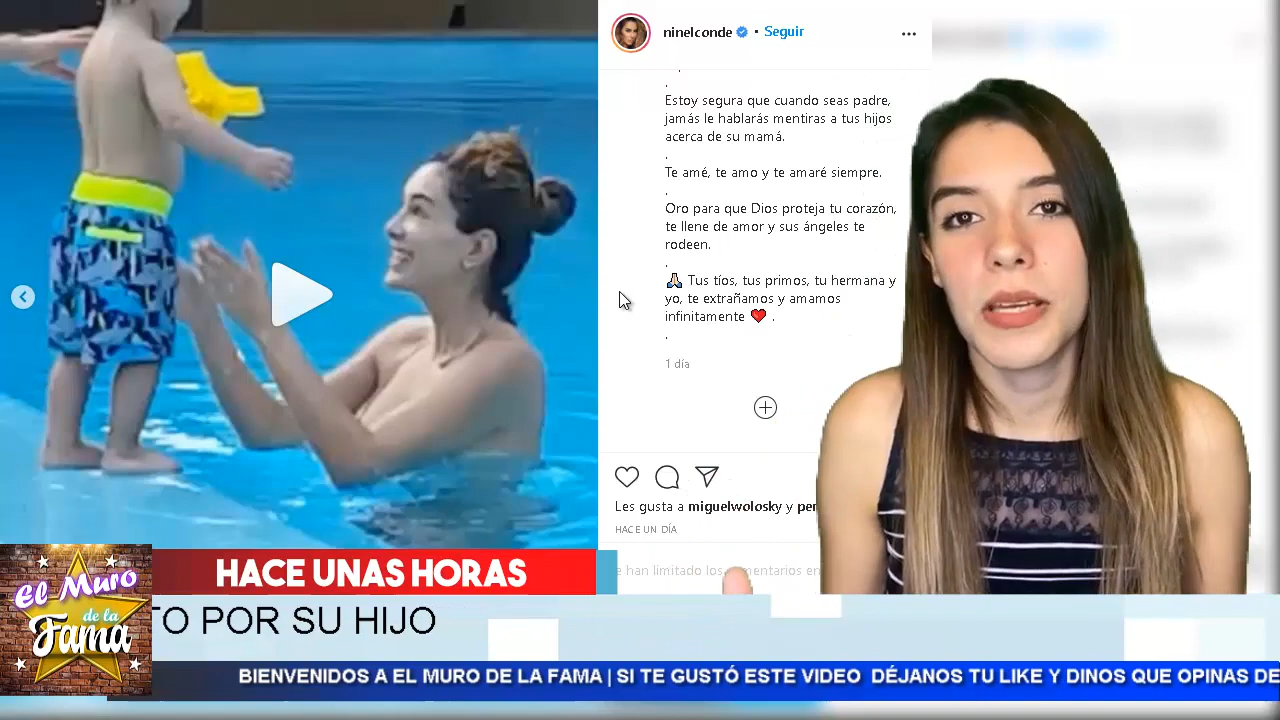 ninelconde • Seguir
.
Estoy segura que cuando seas padre,
jamás le hablarás mentiras a tus hijos
acerca de su mamá.
.
Te amé, te amo y te amaré siempre.
.
Oro para que Dios proteja tu corazón,
te llene de amor y sus ángeles te
rodeen.
.
🙏🏻 Tus tíos, tus primos, tu hermana y
yo, te extrañamos y amamos
infinitamente ❤️ .
.
1 día
Les gusta a miguelwolosky y per
HACE UN DÍA
e han limitado los comentarios en
HACE UNAS HORAS
TO POR SU HIJO
El Muro
de la
Fama
BIENVENIDOS A EL MURO DE LA FAMA | SI TE GUSTÓ ESTE VIDEO DÉJANOS TU LIKE Y DINOS QUE OPINAS DE